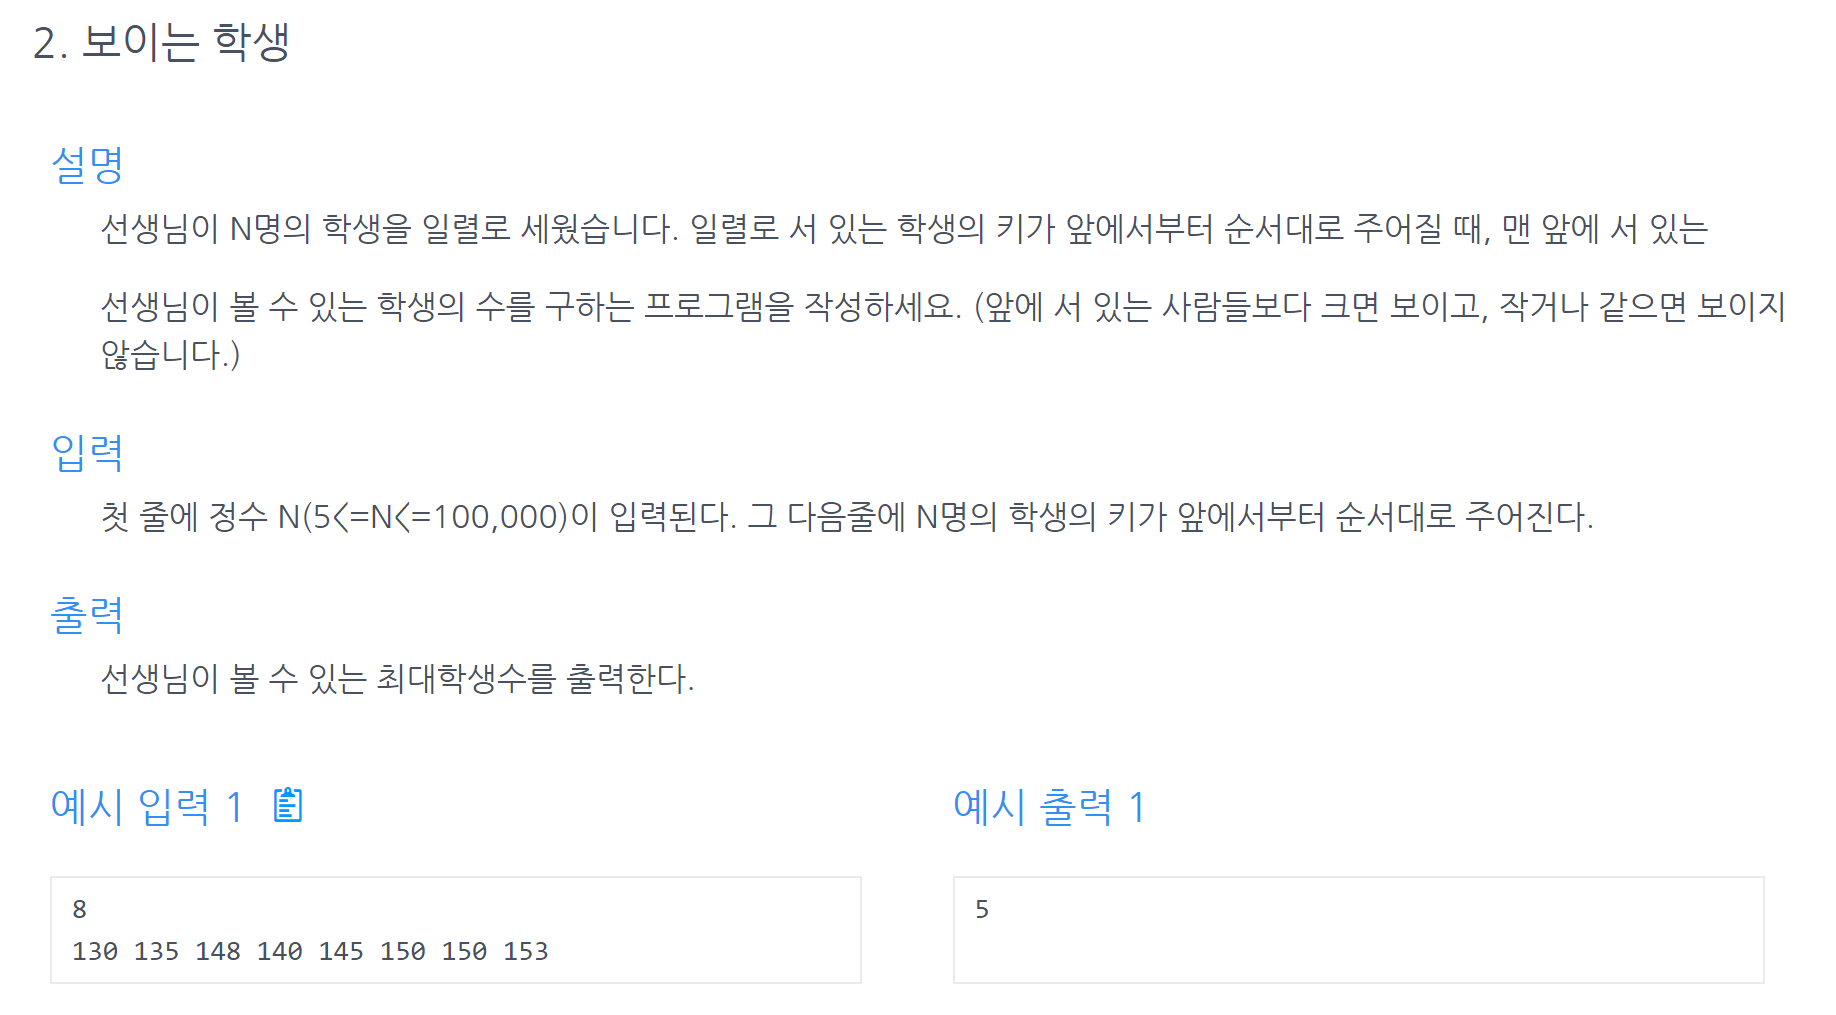 2. 보이는 학생
설명
선생님이 N명의 학생을 일렬로 세웠습니다. 일렬로 서 있는 학생의 키가 앞에서부터 순서대로 주어질 때, 맨 앞에 서 있는
선생님이 볼 수 있는 학생의 수를 구하는 프로그램을 작성하세요. (앞에 서 있는 사람들보다 크면 보이고, 작거나 같으면 보이지
않습니다.)
입력
첫 줄에 정수 N(5<=N<=100,000)이 입력된다. 그 다음줄에 N명의 학생의 키가 앞에서부터 순서대로 주어진다.
출력
선생님이 볼 수 있는 최대학생수를 출력한다.
예시 입력 1
8
130 135 148 140 145 150 150 153
예시 출력 1
5